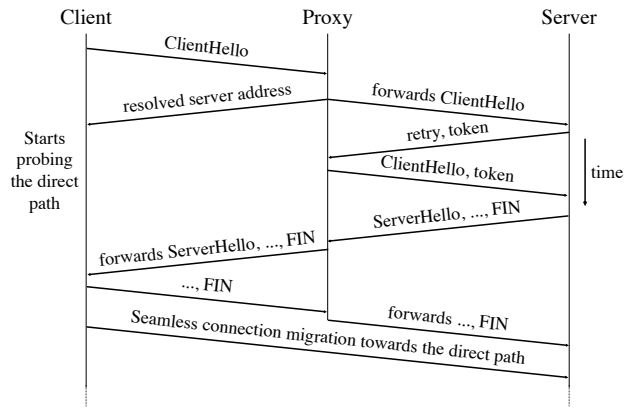 Client
Proxy
Server
ClientHello
resolved server address
forwards ClientHello
retry, token
Starts
probing
the direct
path
ClientHello, token
time
ServerHello, ..., FIN
forwards ServerHello, ..., FIN
..., FIN
forwards ..., FIN
Seamless connection migration towards the direct path